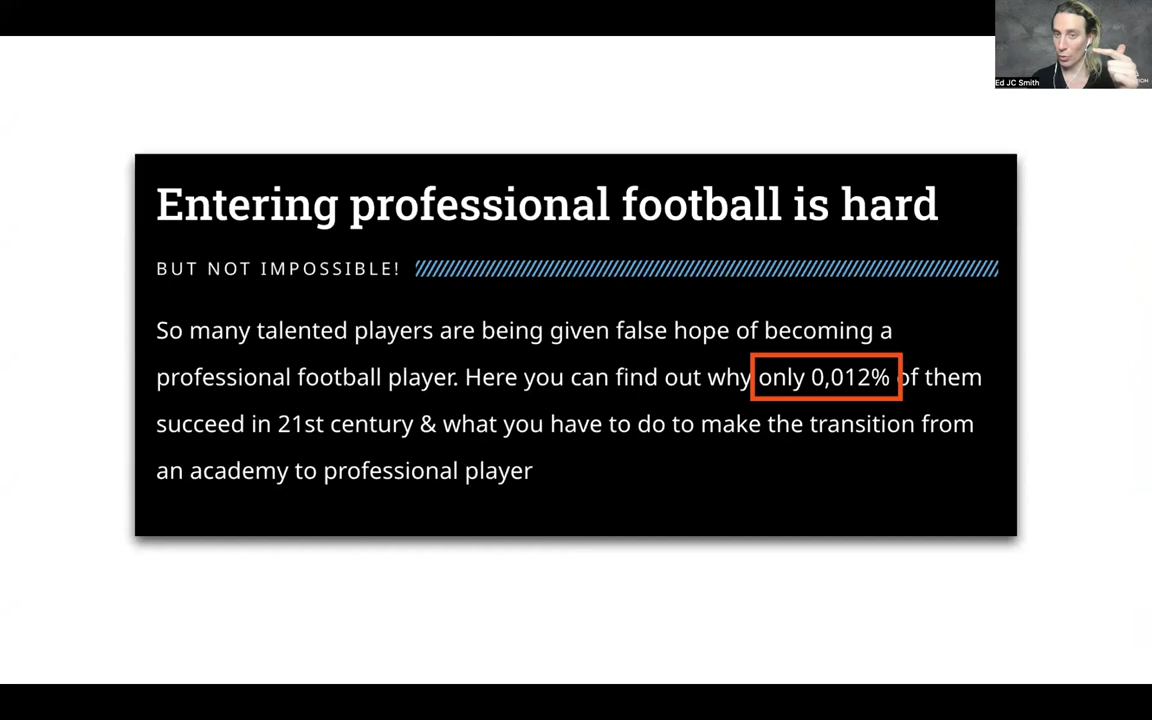 Ed JC Smith
Entering professional football is hard
BUT NOT IMPOSSIBLE!
So many talented players are being given false hope of becoming a
professional football player. Here you can find out why only 0,012% of them
succeed in 21st century & what you have to do to make the transition from
an academy to professional player